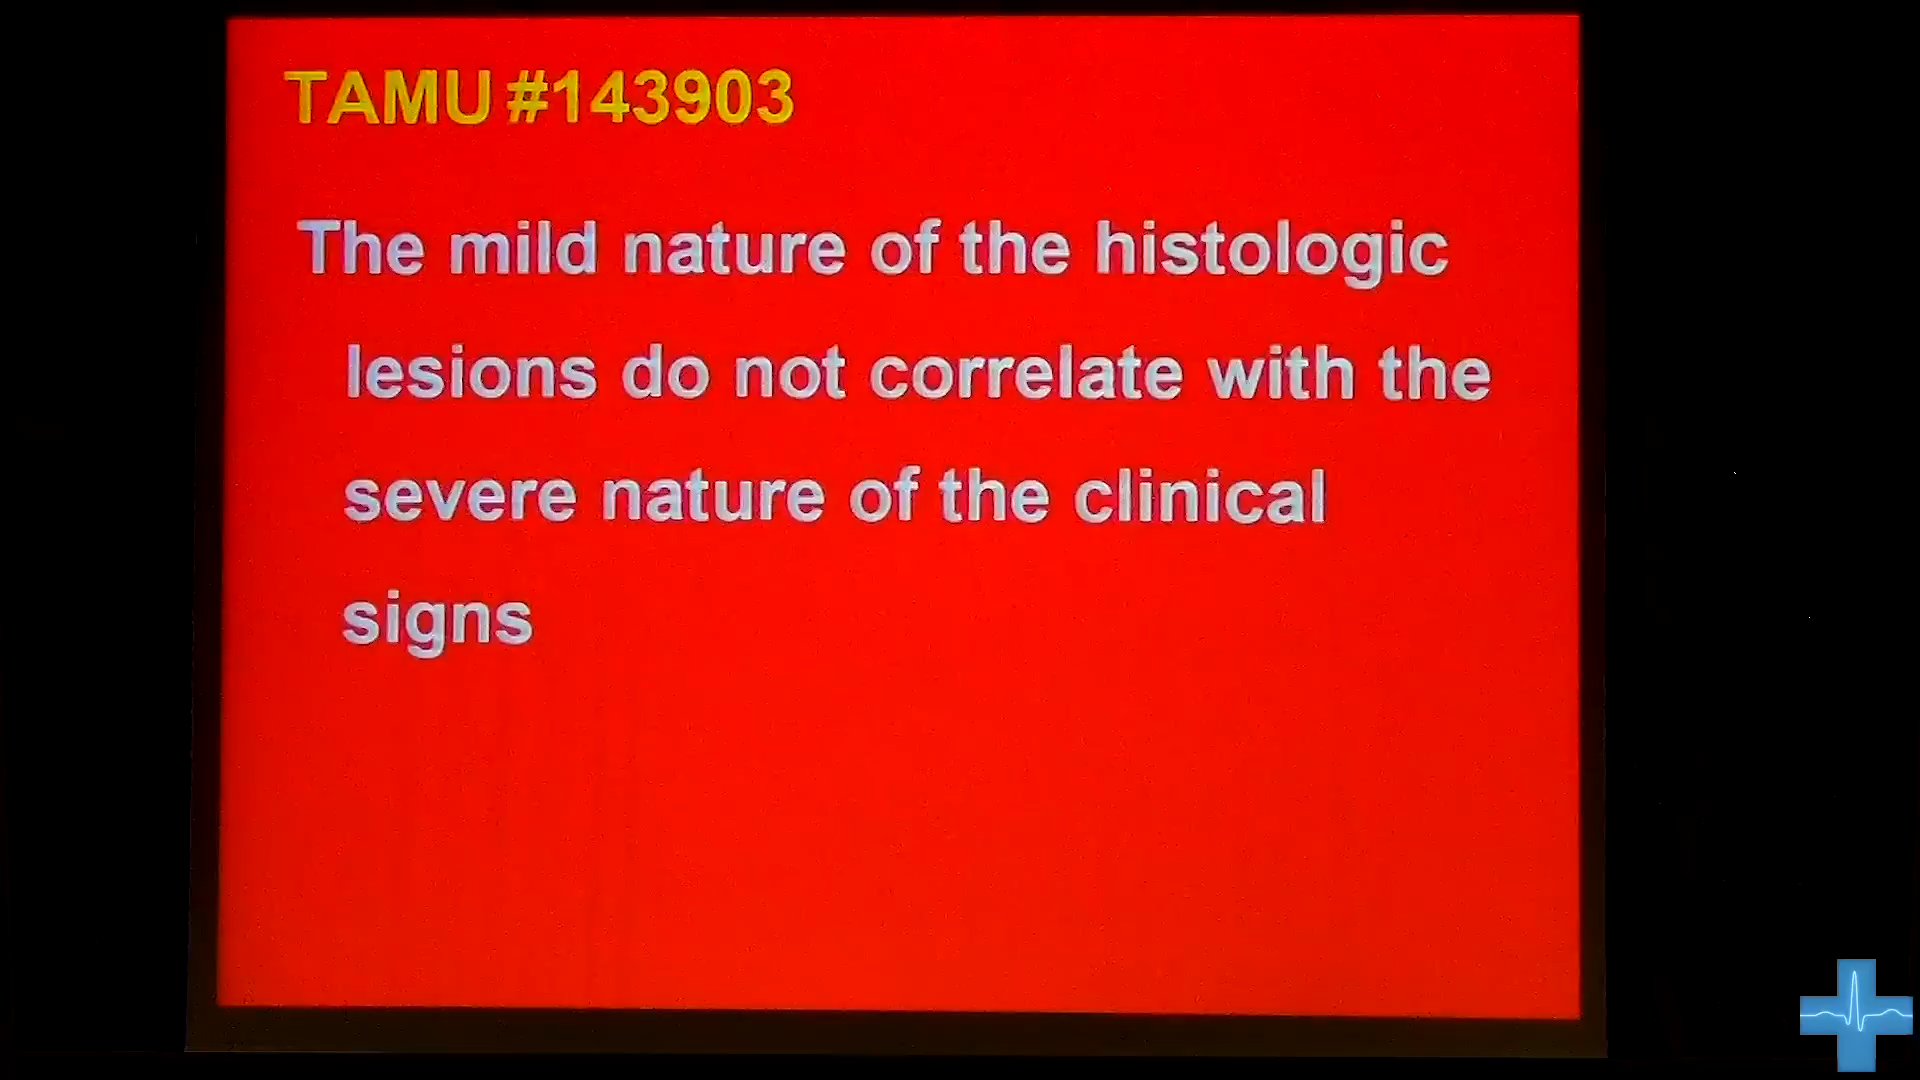 TAMU #143903
The mild nature of the histologic
lesions do not correlate with the
severe nature of the clinical
signs